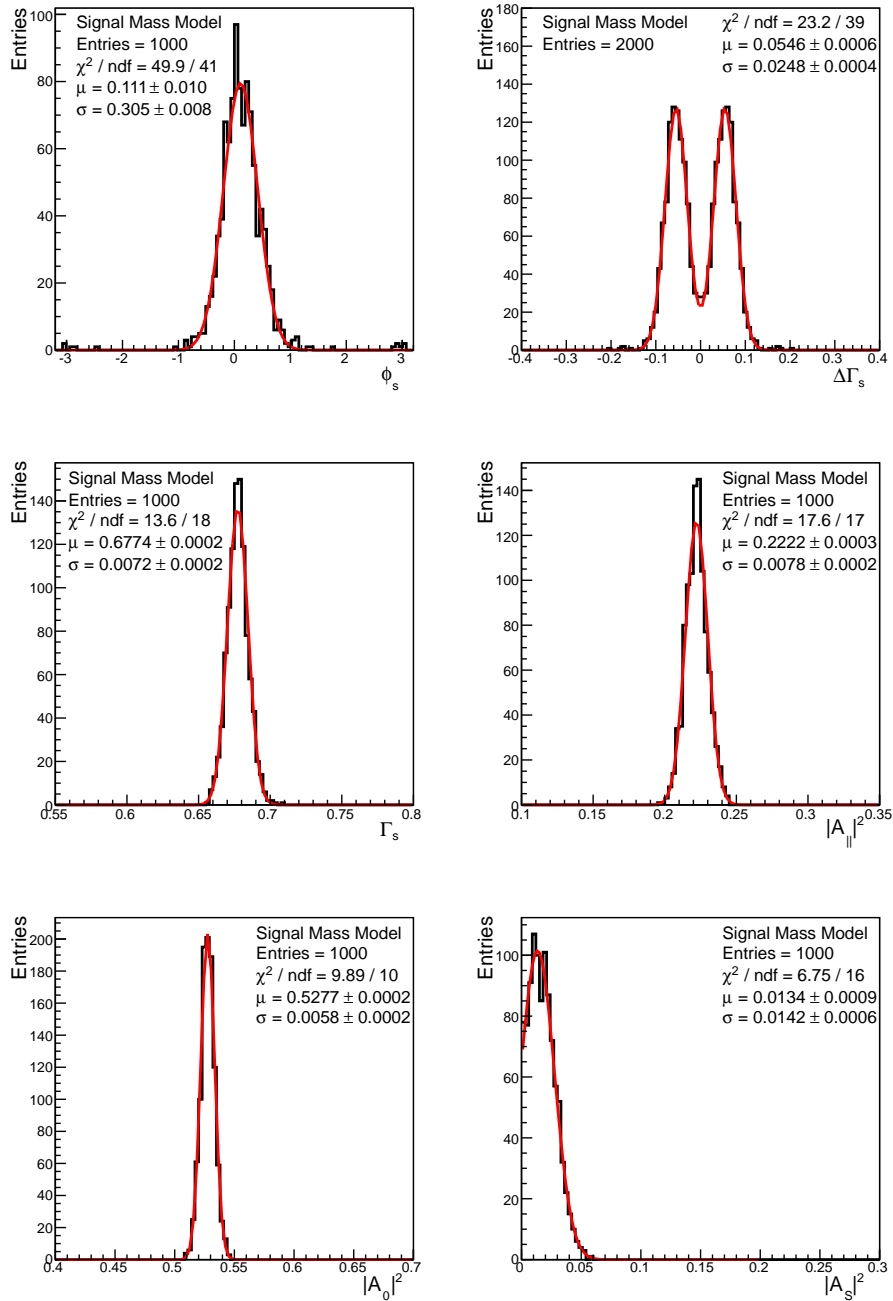 Entries
100
80
60
40
20
0
Signal Mass Model
Entries = 1000
χ² / ndf = 49.9 / 41
μ = 0.111 ± 0.010
σ = 0.305 ± 0.008
-3 -2 -1 0 1 2 3
ϕ_s
Entries
180
160
140
120
100
80
60
40
20
0
Signal Mass Model
Entries = 2000
χ² / ndf = 23.2 / 39
μ = 0.0546 ± 0.0006
σ = 0.0248 ± 0.0004
-0.4 -0.3 -0.2 -0.1 0 0.1 0.2 0.3 0.4
ΔΓ_s
Entries
140
120
100
80
60
40
20
0
Signal Mass Model
Entries = 1000
χ² / ndf = 13.6 / 18
μ = 0.6774 ± 0.0002
σ = 0.0072 ± 0.0002
0.55 0.6 0.65 0.7 0.75 0.8
Γ_s
Entries
140
120
100
80
60
40
20
0
Signal Mass Model
Entries = 1000
χ² / ndf = 17.6 / 17
μ = 0.2222 ± 0.0003
σ = 0.0078 ± 0.0002
0.1 0.15 0.2 0.25 0.3 0.35
|A_||²
Entries
200
180
160
140
120
100
80
60
40
20
0
Signal Mass Model
Entries = 1000
χ² / ndf = 9.89 / 10
μ = 0.5277 ± 0.0002
σ = 0.0058 ± 0.0002
0.4 0.45 0.5 0.55 0.6 0.65 0.7
|A_0|²
Entries
100
80
60
40
20
0
Signal Mass Model
Entries = 1000
χ² / ndf = 6.75 / 16
μ = 0.0134 ± 0.0009
σ = 0.0142 ± 0.0006
0 0.05 0.1 0.15 0.2 0.25 0.3
|A_S|²